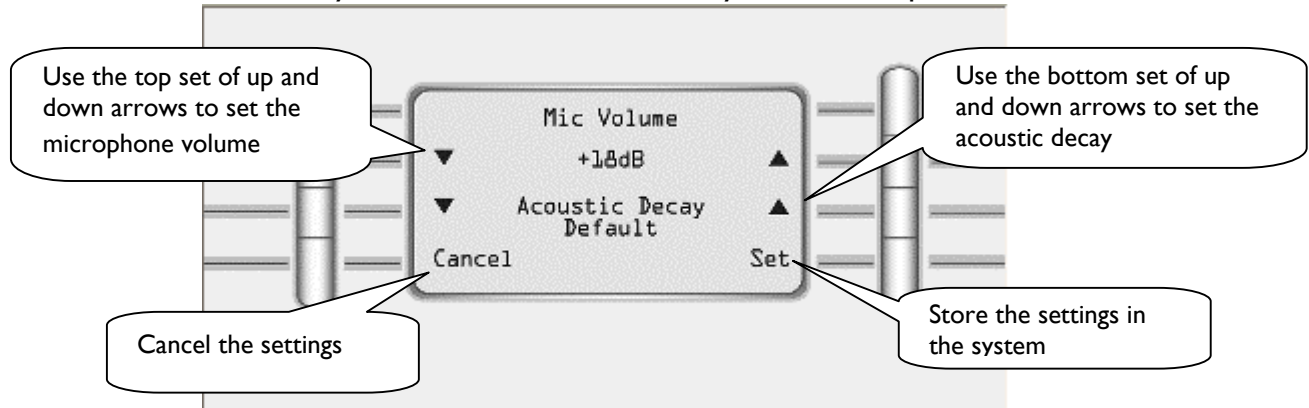 Use the top set of up and
down arrows to set the
microphone volume
Use the bottom set of up
and down arrows to set the
acoustic decay
Mic Volume
▼ +18dB ▲
▼ Acoustic Decay ▲
Default
Cancel Set
Cancel the settings
Store the settings in
the system